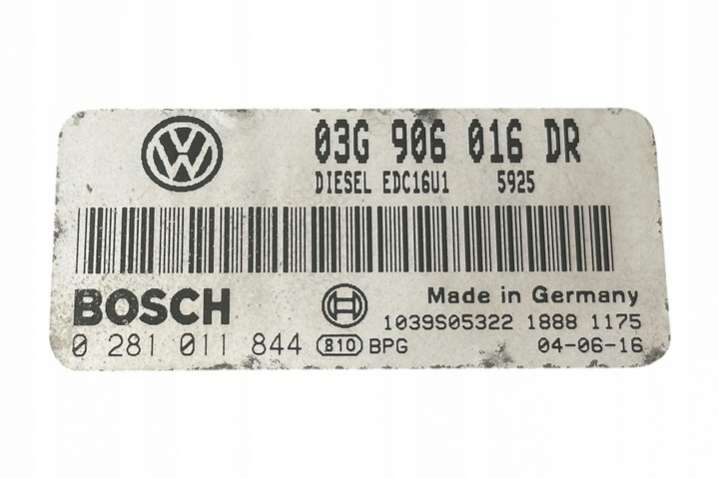 03G 906 016 DR
DIESEL EDC16U1 5925
BOSCH
Made in Germany
1039S05322 1888 1175
0 281 011 844 810 BPG 04-06-16